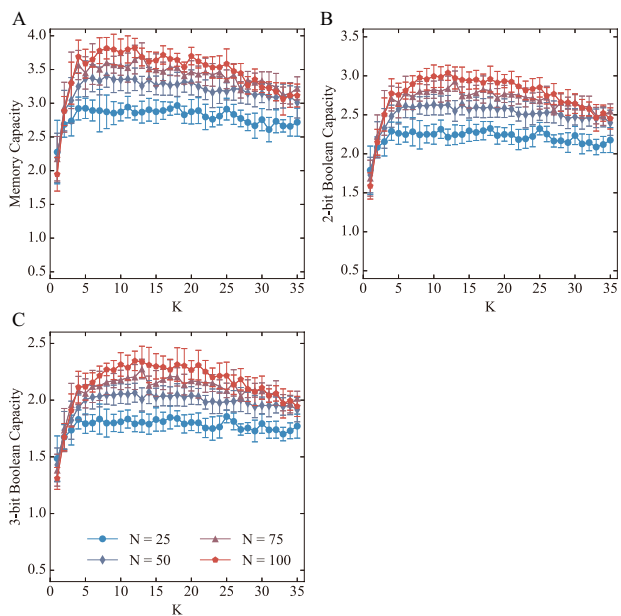 A
Memory Capacity
4.0
3.5
3.0
2.5
2.0
1.5
1.0
0.5
0 5 10 15 20 25 30 35
K
B
2-bit Boolean Capacity
3.5
3.0
2.5
2.0
1.5
1.0
0.5
0 5 10 15 20 25 30 35
K
C
3-bit Boolean Capacity
2.5
2.0
1.5
1.0
0.5
N = 25
N = 75
N = 50
N = 100
0 5 10 15 20 25 30 35
K